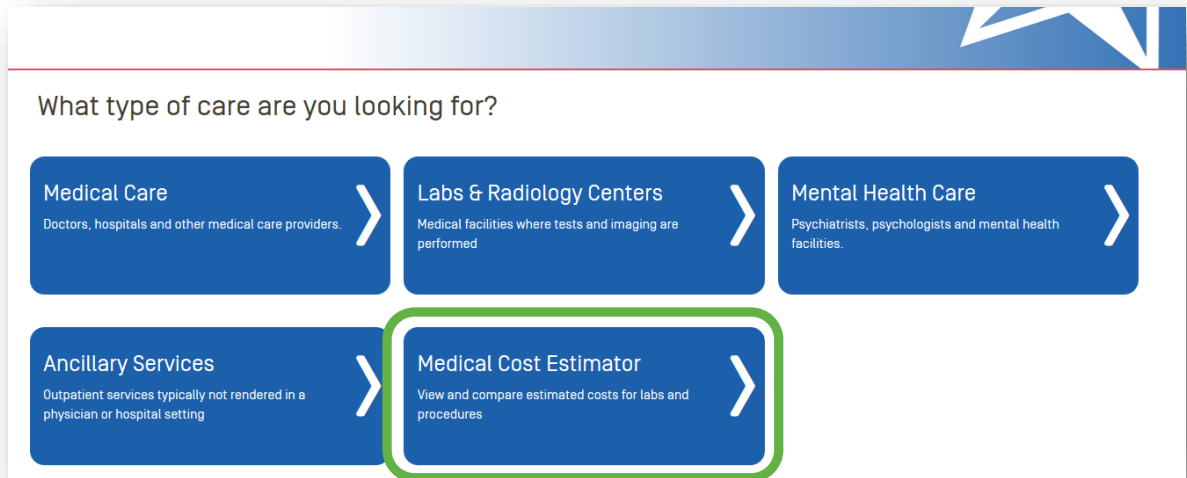 What type of care are you looking for?
Medical Care
Doctors, hospitals and other medical care providers.
Labs & Radiology Centers
Medical facilities where tests and imaging are
performed
Mental Health Care
Psychiatrists, psychologists and mental health
facilities.
Ancillary Services
Outpatient services typically not rendered in a
physician or hospital setting
Medical Cost Estimator
View and compare estimated costs for labs and
procedures